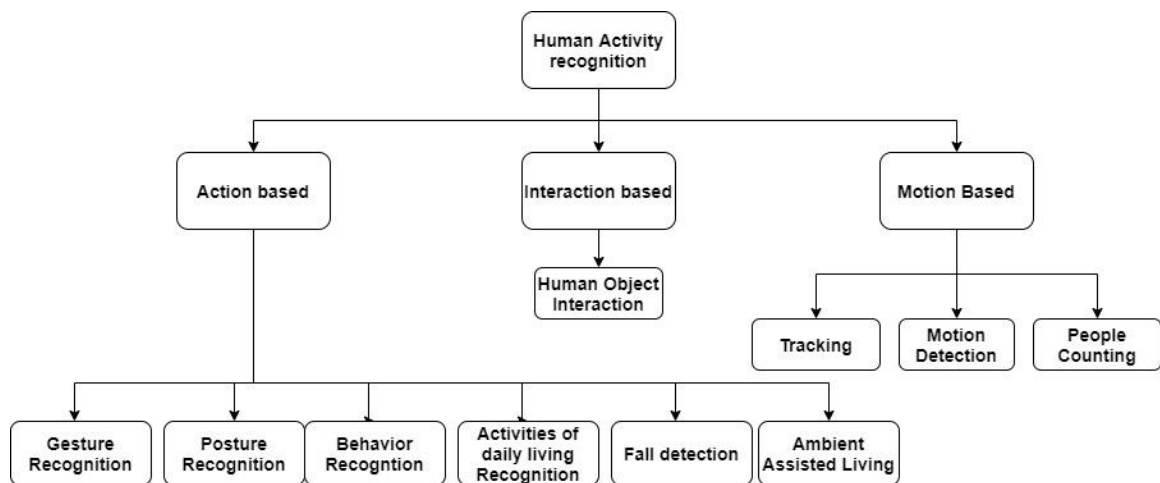 Human Activity
recognition
Action based
Interaction based
Motion Based
Human Object
Interaction
Tracking
Motion
Detection
People
Counting
Gesture
Recognition
Posture
Recognition
Behavior
Recogntion
Activities of
daily living
Recognition
Fall detection
Ambient
Assisted Living